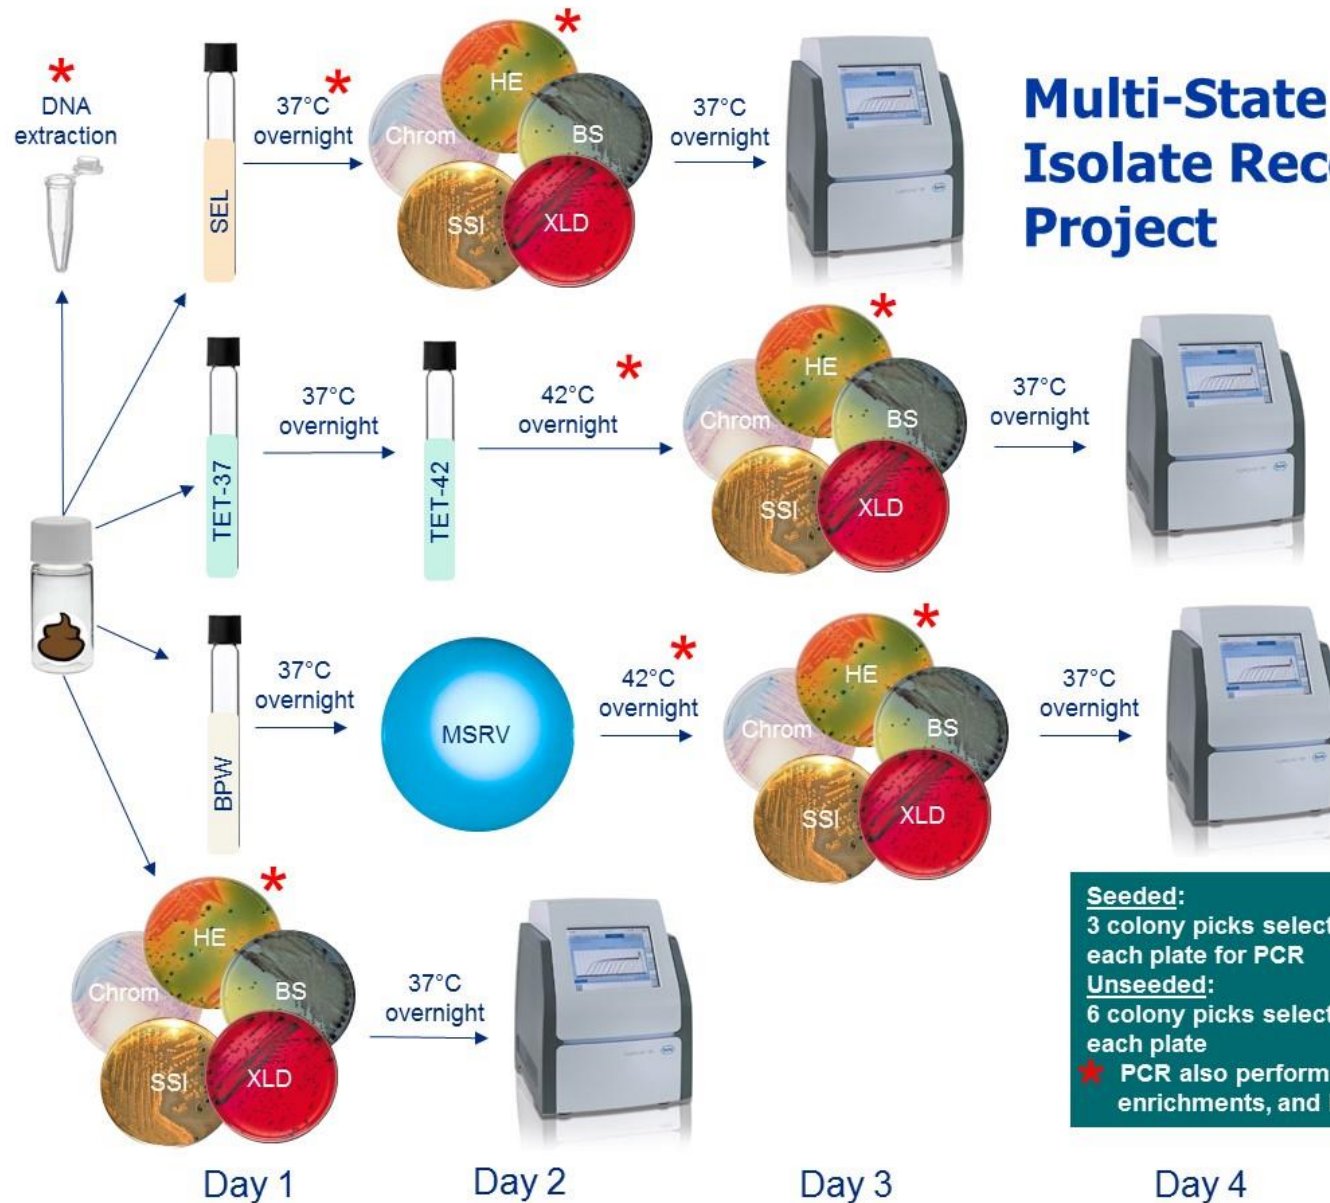 Multi-State
Isolate Reco
Project
*
DNA
extraction
SEL
37°C *
overnight
*
HE
Chrom
BS
SSI
XLD
37°C
overnight
TET-37
37°C
overnight
TET-42
42°C *
overnight
*
HE
Chrom
BS
SSI
XLD
37°C
overnight
BPW
37°C
overnight
MSRV
42°C *
overnight
*
HE
Chrom
BS
SSI
XLD
37°C
overnight
*
HE
Chrom
BS
SSI
XLD
37°C
overnight
Seeded:
3 colony picks select
each plate for PCR
Unseeded:
6 colony picks select
each plate
* PCR also perform
enrichments, and
Day 1
Day 2
Day 3
Day 4